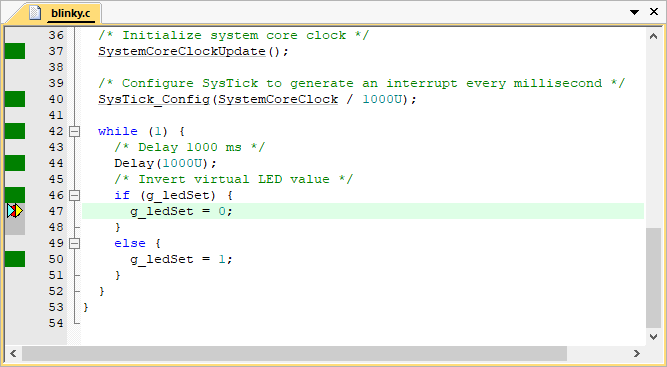 blinky.c
36 /* Initialize system core clock */
37 SystemCoreClockUpdate();
38
39 /* Configure SysTick to generate an interrupt every millisecond */
40 SysTick_Config(SystemCoreClock / 1000U);
41
42 while (1) {
43 /* Delay 1000 ms */
44 Delay(1000U);
45 /* Invert virtual LED value */
46 if (g_ledSet) {
47 g_ledSet = 0;
48 }
49 else {
50 g_ledSet = 1;
51 }
52 }
53 }
54